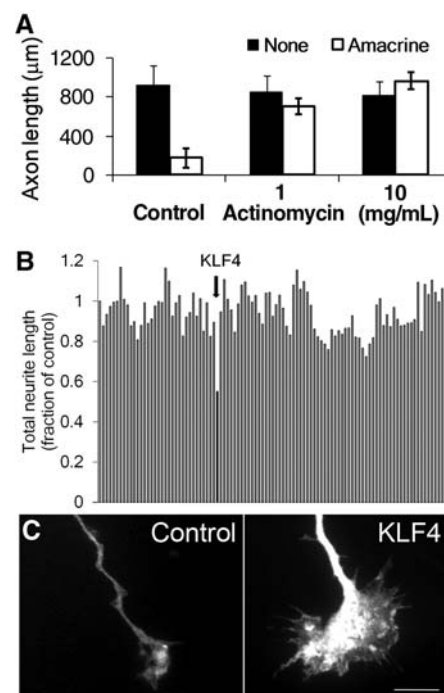 A
None Amacrine
Axon length (μm)
1200
800
400
0
Control
1
Actinomycin
10
(mg/mL)
B
KLF4
Total neurite length
(fraction of control)
1.2
1
0.8
0.6
0.4
0.2
0
C
Control
KLF4